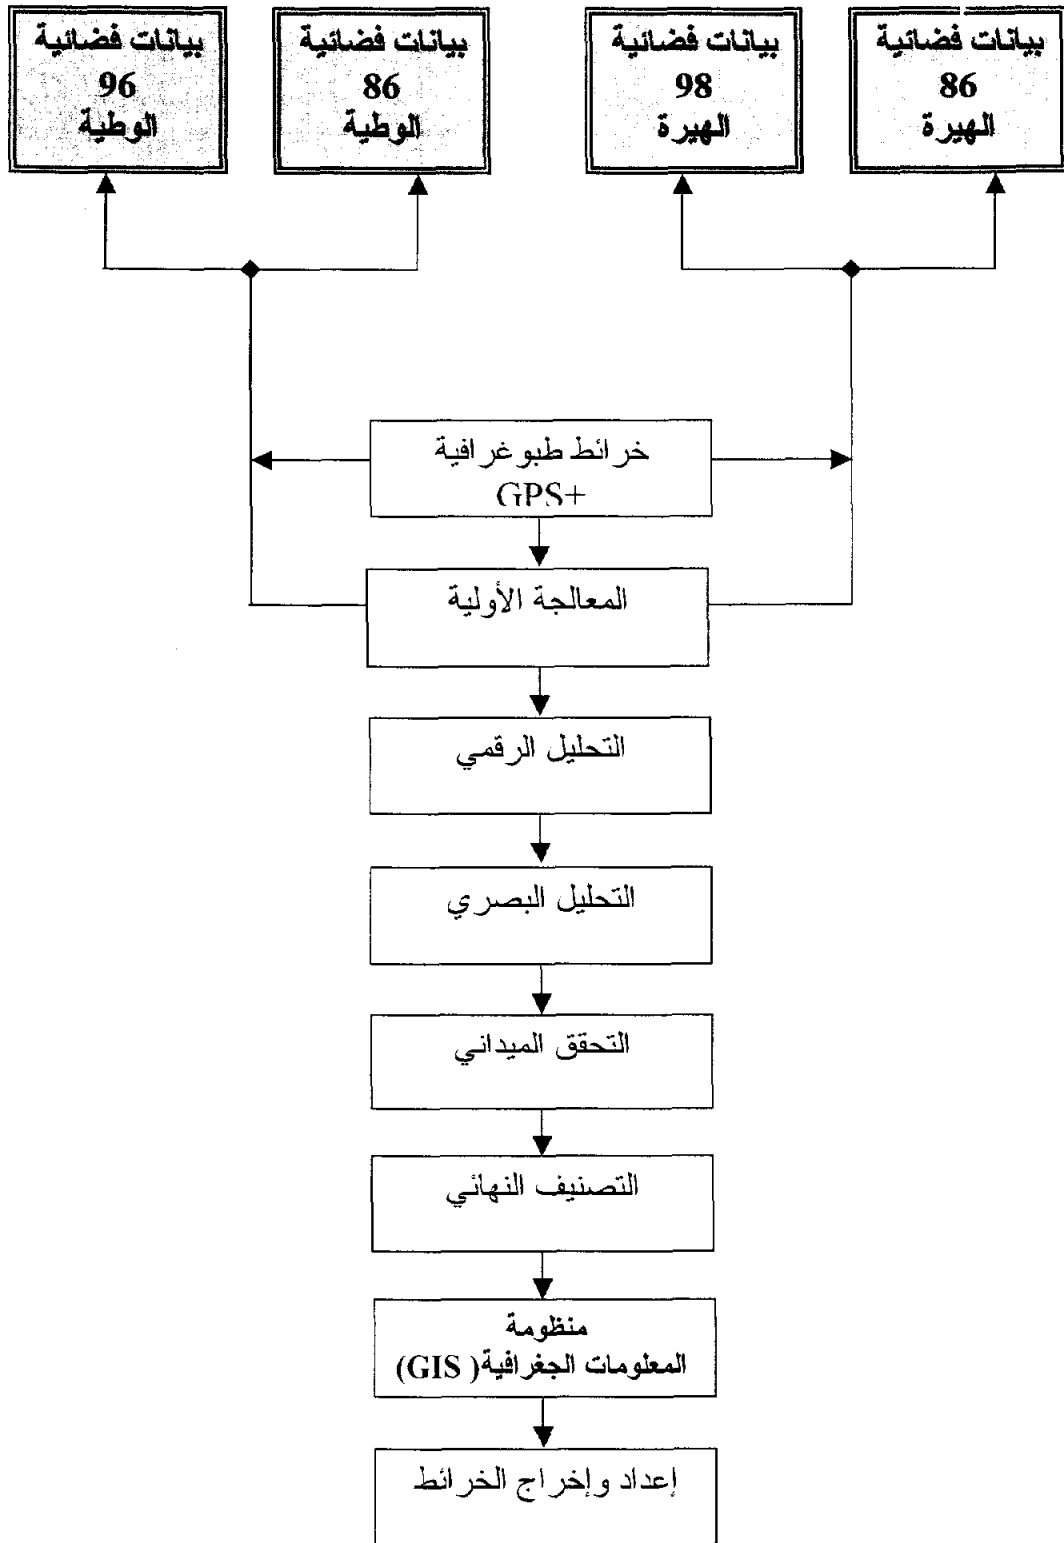 بيانات فضائية
86
الهيرة
بيانات فضائية
98
الهيرة
بيانات فضائية
86
الوطية
بيانات فضائية
96
الوطية
خرائط طبوغرافية
GPS+
المعالجة الأولية
التحليل الرقمي
التحليل البصري
التحقق الميداني
التصنيف النهائي
منظومة
المعلومات الجغرافية( GIS)
إعداد وإخراج الخرائط